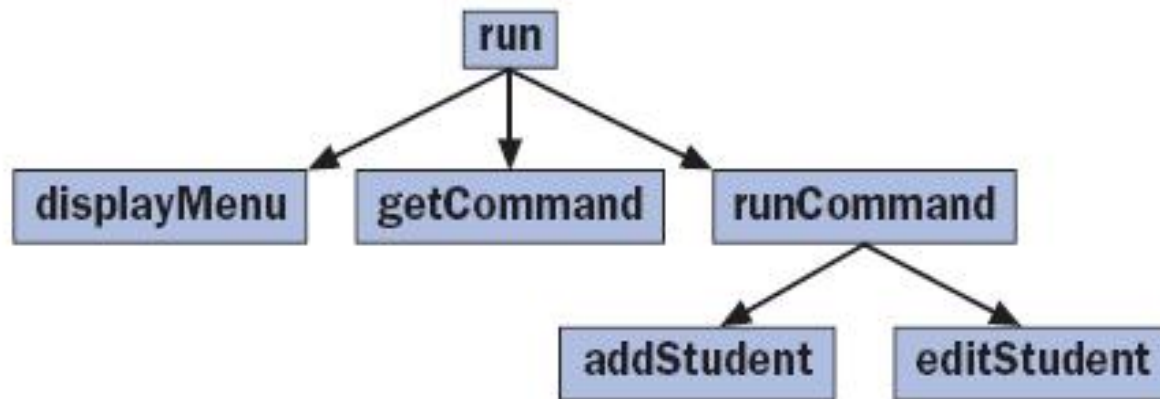 run
displayMenu
getCommand
runCommand
addStudent
editStudent